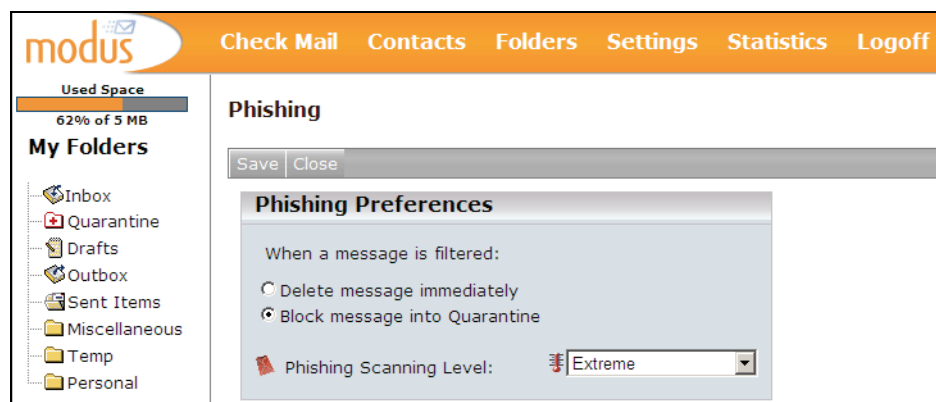 modus
Check Mail Contacts Folders Settings Statistics Logoff
Used Space
62% of 5 MB
My Folders
Inbox
Quarantine
Drafts
Outbox
Sent Items
Miscellaneous
Temp
Personal
Phishing
Save Close
Phishing Preferences
When a message is filtered:
Delete message immediately
Block message into Quarantine
Phishing Scanning Level: Extreme